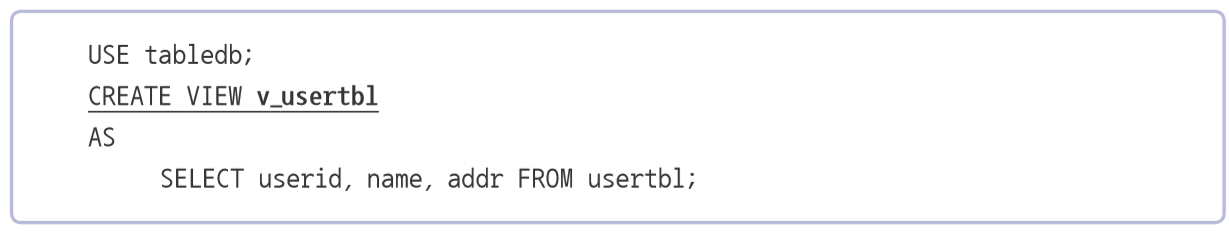 USE tabledb;
CREATE VIEW v_usertbl
AS
SELECT userid, name, addr FROM usertbl;